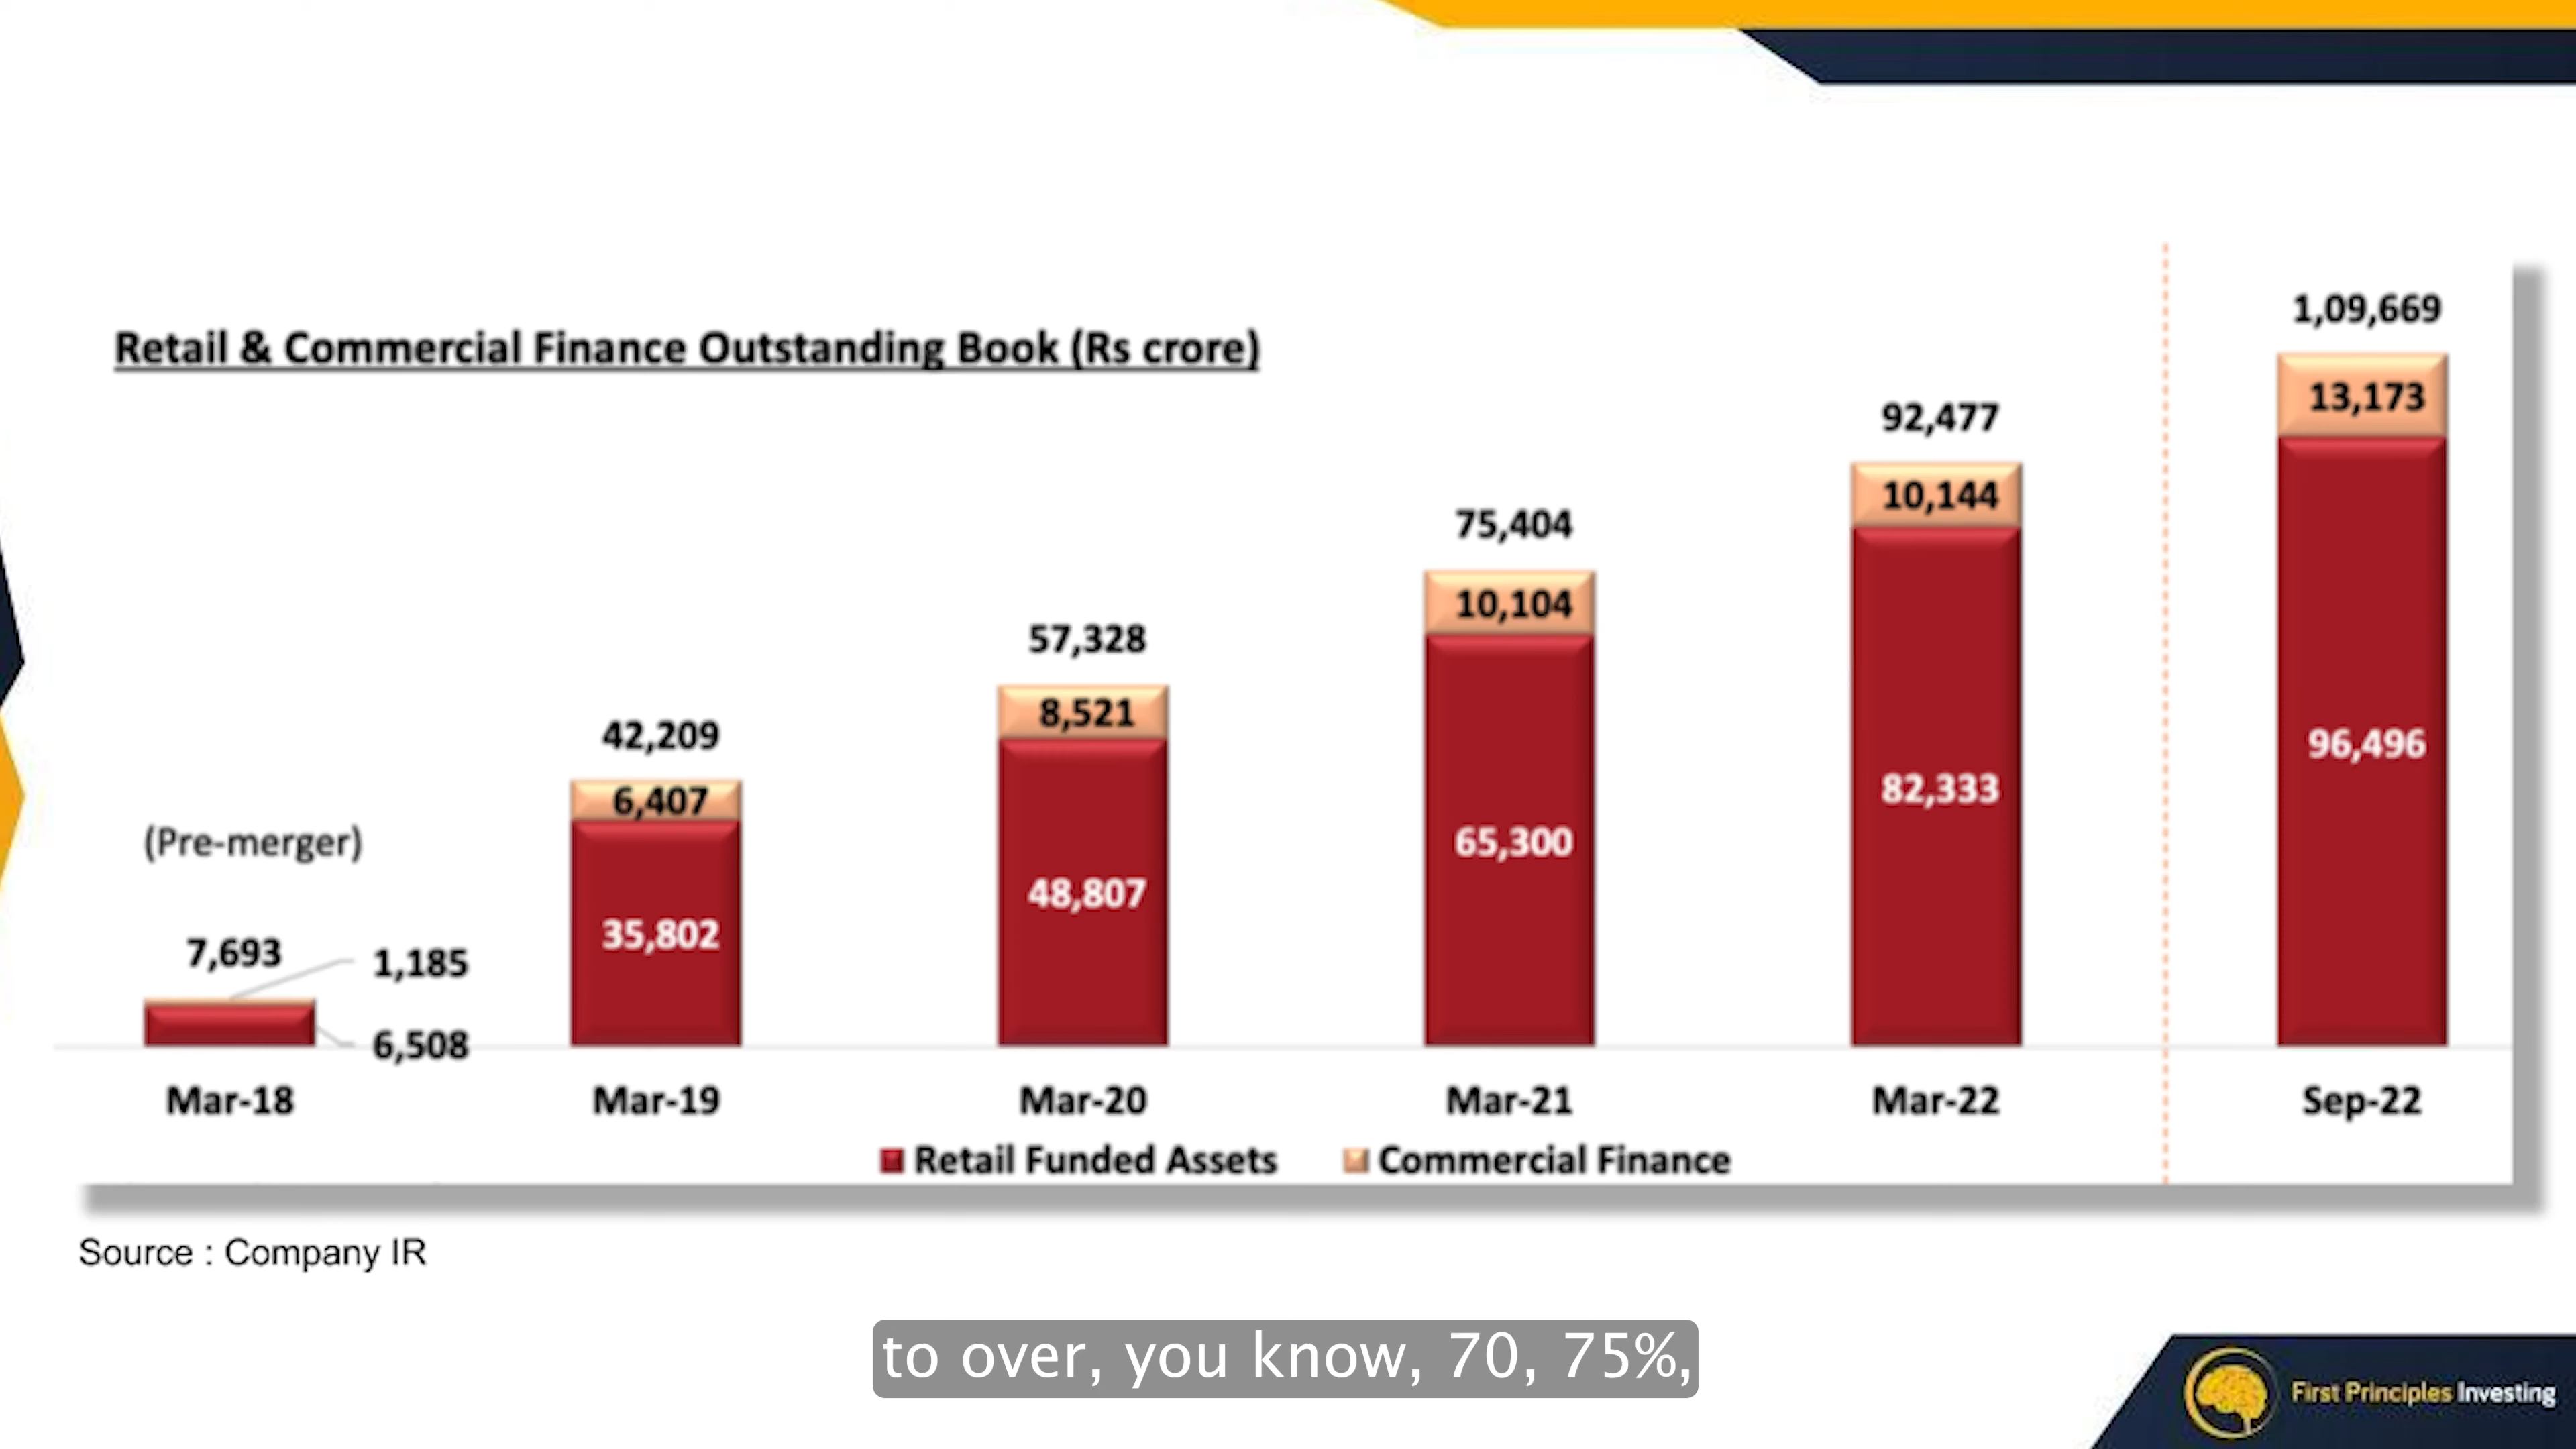 Retail & Commercial Finance Outstanding Book (Rs crore)
(Pre-merger)
7,693
1,185
6,508
42,209
6,407
35,802
57,328
8,521
48,807
75,404
10,104
65,300
92,477
10,144
82,333
1,09,669
13,173
96,496
Mar-18 Mar-19 Mar-20 Mar-21 Mar-22 Sep-22
Retail Funded Assets Commercial Finance
Source : Company IR
to over, you know, 70, 75%,
First Principles Investing